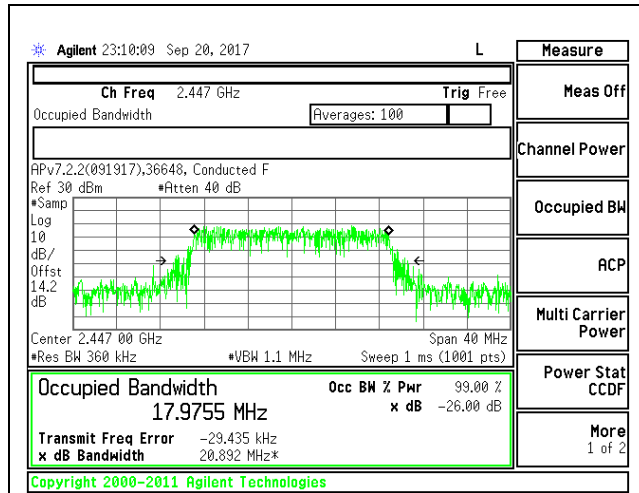 Agilent 23:10:09 Sep 20, 2017 L
Measure
Ch Freq 2.447 GHz Trig Free
Meas Off
Occupied Bandwidth Averages: 100
Channel Power
APv7.2.2(091917),36648, Conducted F
Ref 30 dBm #Atten 40 dB
#Samp
Log
10
dB/
Offst
14.2
dB
Occupied BW
ACP
Center 2.447 00 GHz Span 40 MHz
#Res BW 360 kHz #VBW 1.1 MHz Sweep 1 ms (1001 pts)
Multi Carrier
Power
Occupied Bandwidth Occ BW % Pwr 99.00 %
17.9755 MHz x dB -26.00 dB
Transmit Freq Error -29.435 kHz
x dB Bandwidth 20.892 MHz*
Power Stat
CCDF
More
1 of 2
Copyright 2000-2011 Agilent Technologies